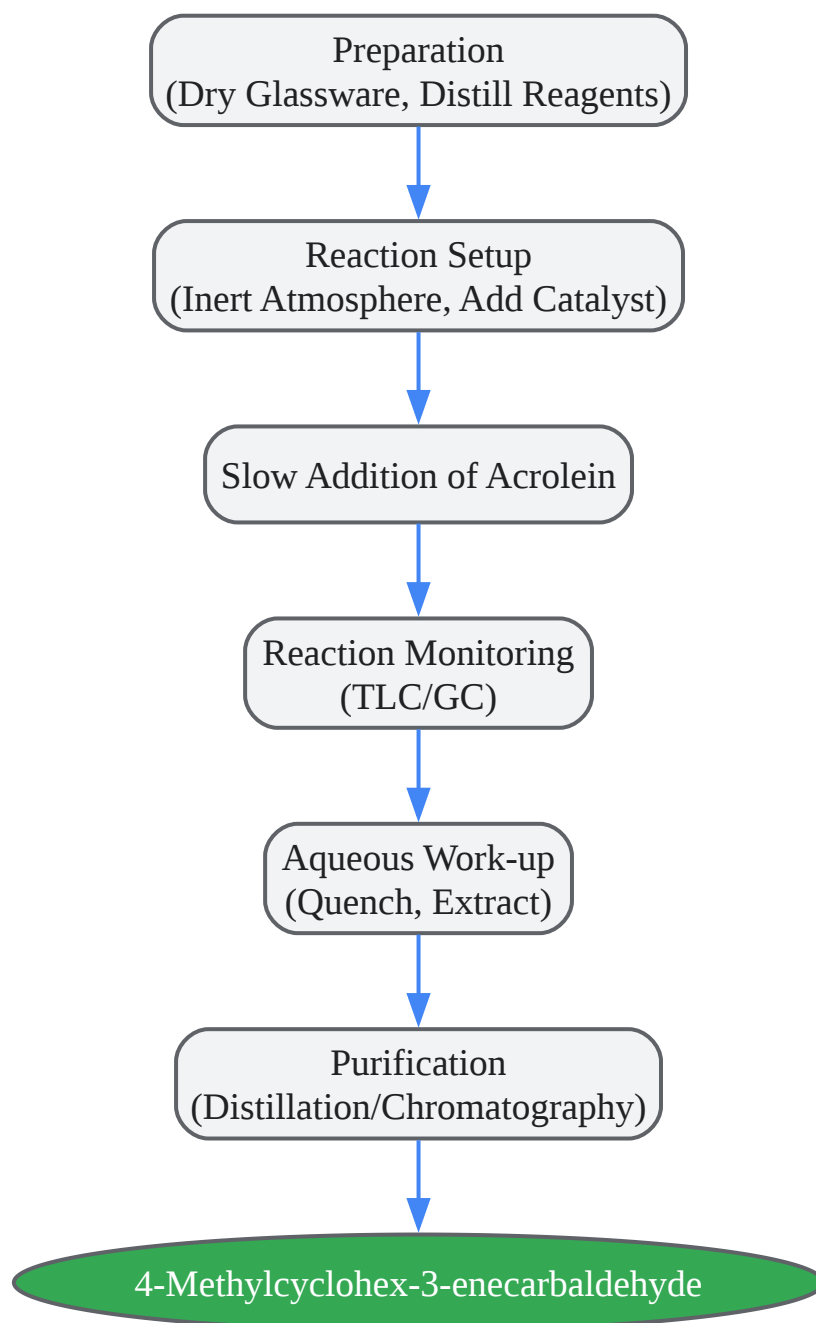 Preparation
(Dry Glassware, Distill Reagents)
Reaction Setup
(Inert Atmosphere, Add Catalyst)
Slow Addition of Acrolein
Reaction Monitoring
(TLC/GC)
Aqueous Work-up
(Quench, Extract)
Purification
(Distillation/Chromatography)
4-Methylcyclohex-3-enecarbaldehyde